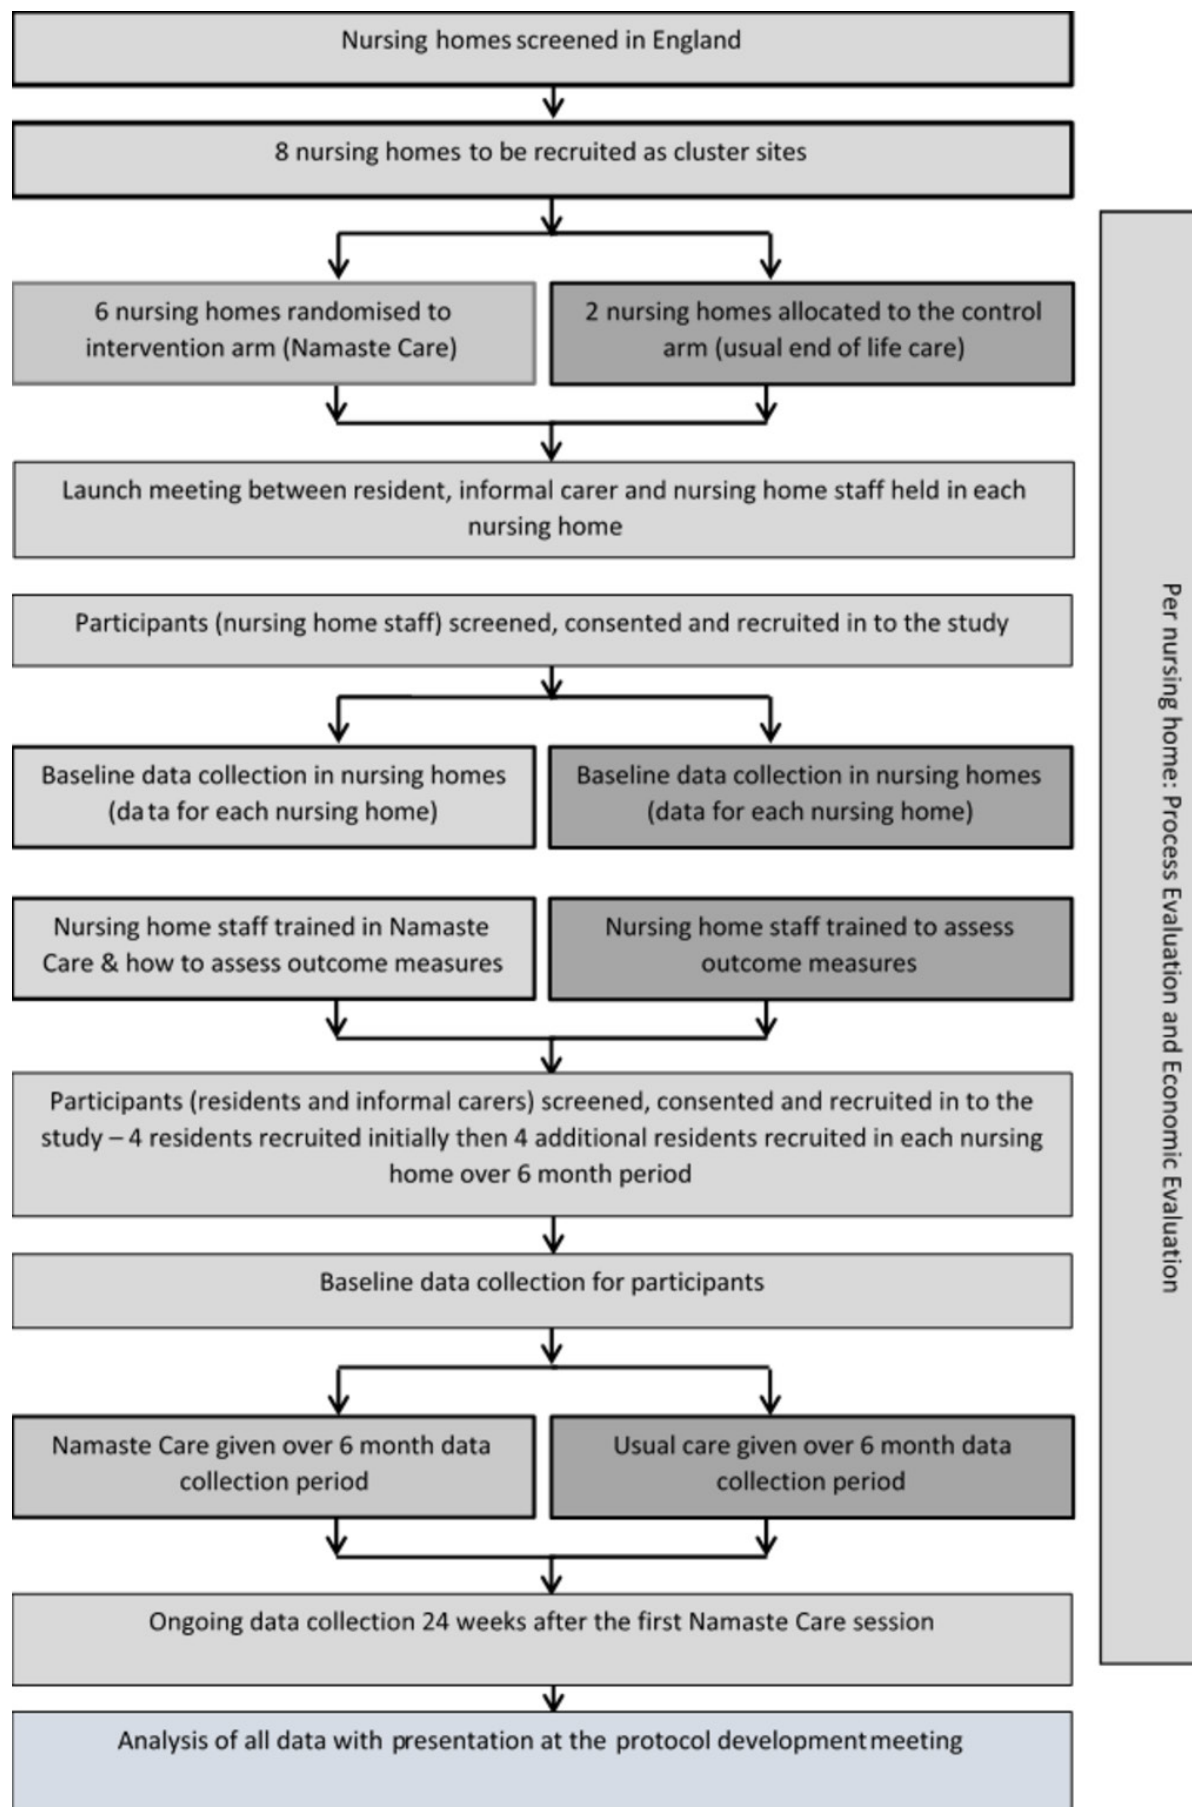 Nursing homes screened in England
8 nursing homes to be recruited as cluster sites
6 nursing homes randomised to
intervention arm (Namaste Care)
2 nursing homes allocated to the control
arm (usual end of life care)
Launch meeting between resident, informal carer and nursing home staff held in each
nursing home
Participants (nursing home staff) screened, consented and recruited in to the study
Baseline data collection in nursing homes
(data for each nursing home)
Baseline data collection in nursing homes
(data for each nursing home)
Nursing home staff trained in Namaste
Care & how to assess outcome measures
Nursing home staff trained to assess
outcome measures
Participants (residents and informal carers) screened, consented and recruited in to the
study – 4 residents recruited initially then 4 additional residents recruited in each nursing
home over 6 month period
Baseline data collection for participants
Namaste Care given over 6 month data
collection period
Usual care given over 6 month data
collection period
Ongoing data collection 24 weeks after the first Namaste Care session
Analysis of all data with presentation at the protocol development meeting
Per nursing home: Process Evaluation and Economic Evaluation